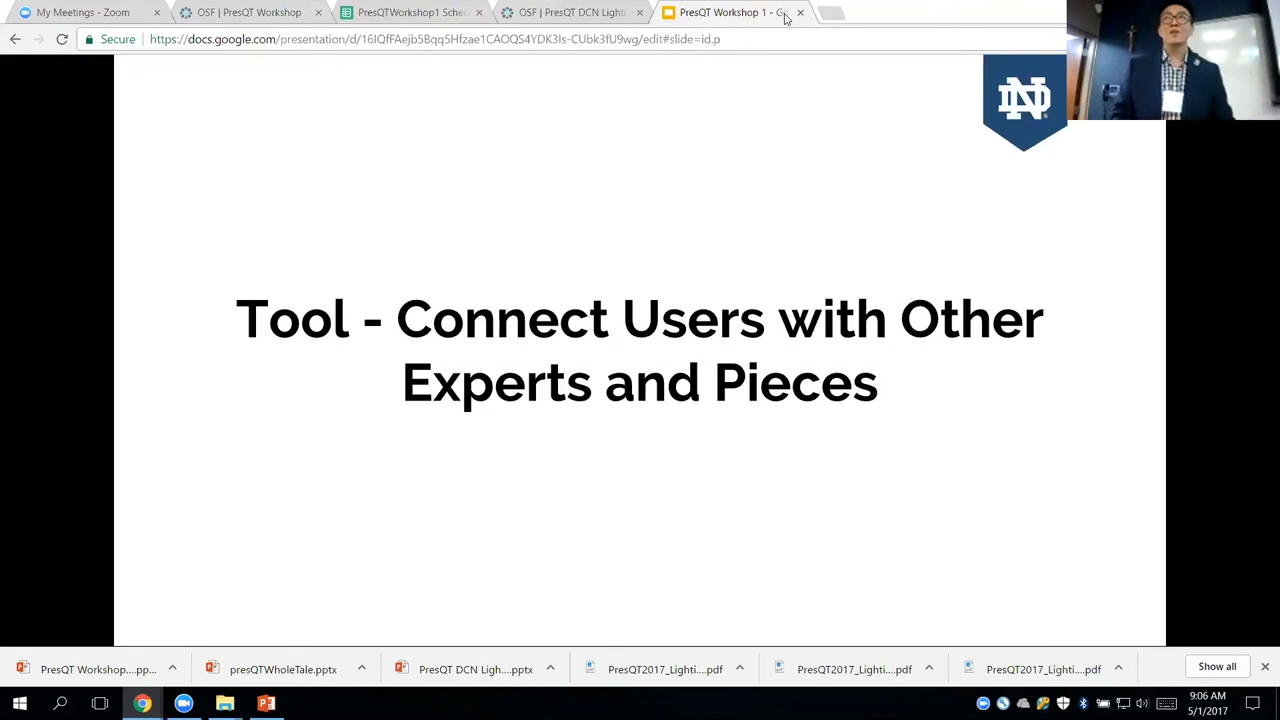 My Meetings - Zoom
OSF | PresQT Workshop
PresQTWorkshop1 Sche
OSF | PresQT DCN Lighti
PresQT Workshop 1 - G
Secure
https://docs.google.com/presentation/d/16IQffAejb5Bqq5Hfzae1CAOQS4YDK3Is-CUbk3fU9wg/edit#slide=id.p
ND
Tool - Connect Users with Other
Experts and Pieces
PresQT Workshop....pp...
presQTWholeTale.pptx
PresQT DCN Ligh....pptx
PresQT2017_Lighti....pdf
PresQT2017_Lighti....pdf
PresQT2017_Lighti....pdf
Show all
9:06 AM
5/1/2017